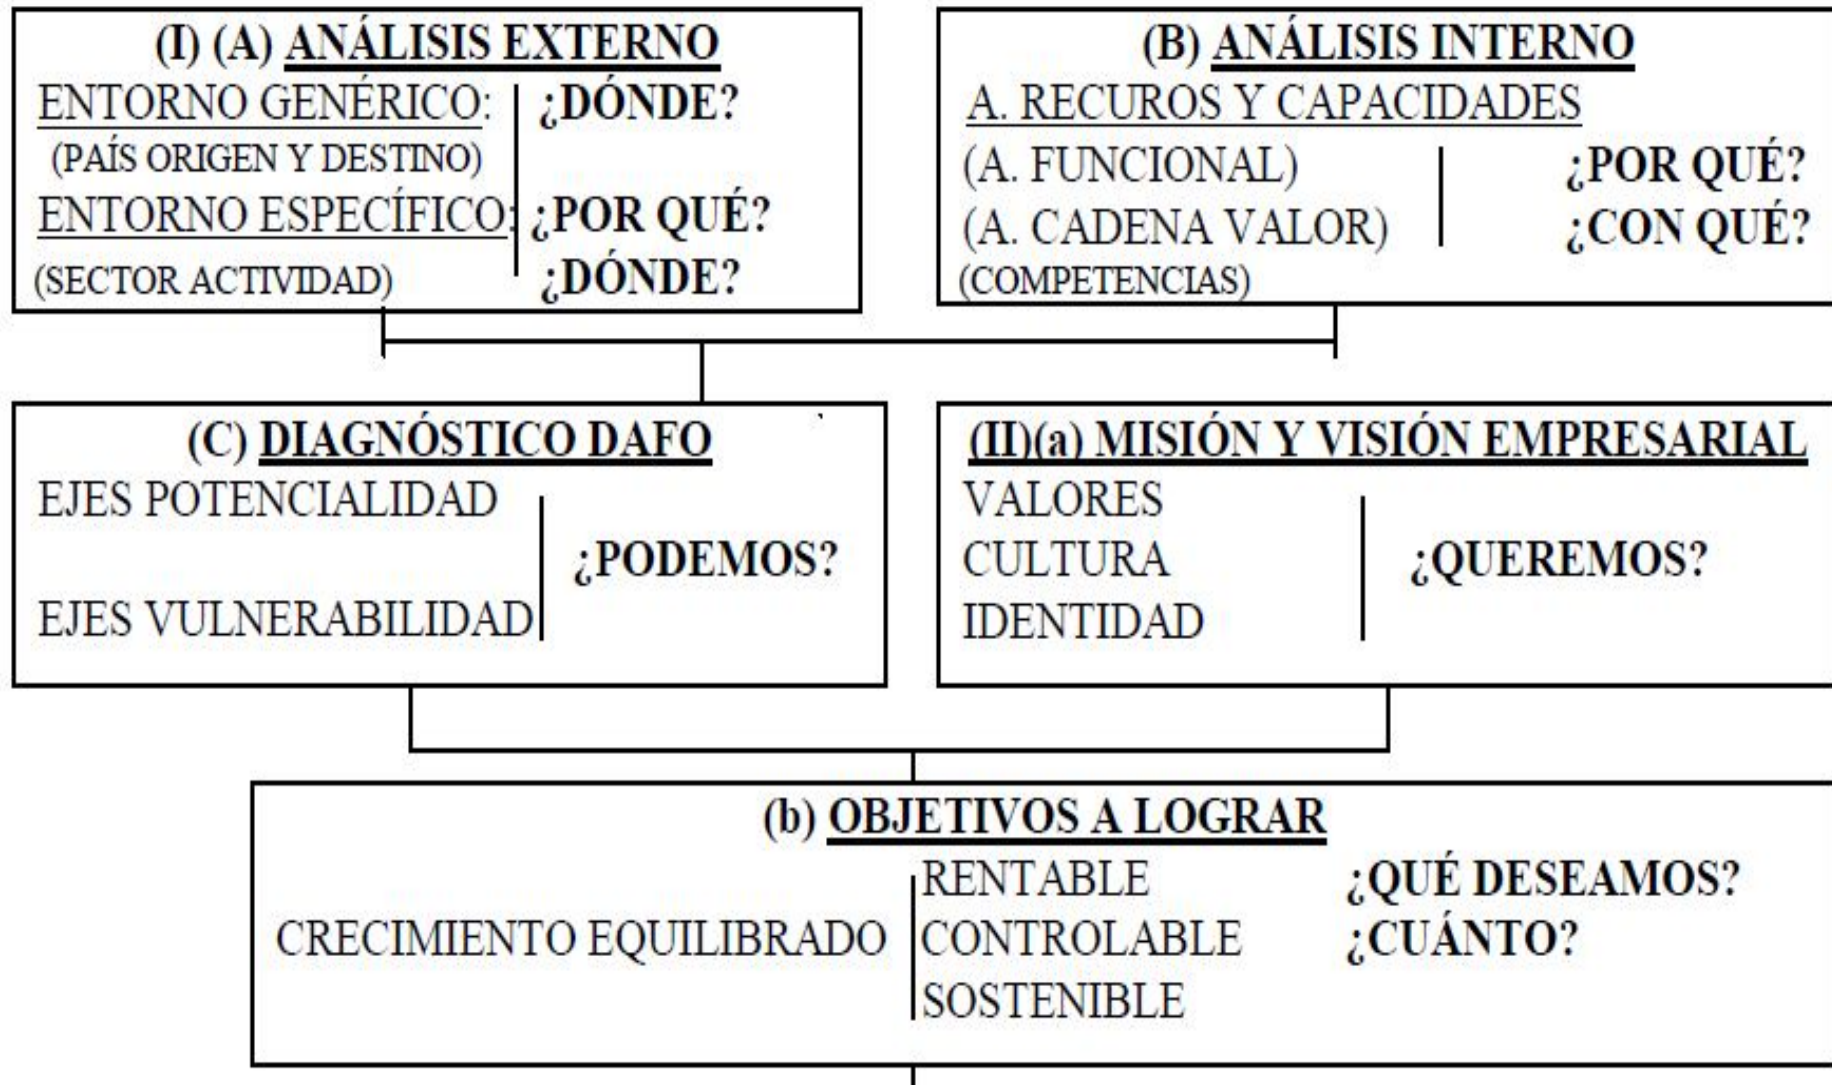 (I) (A) ANÁLISIS EXTERNO
ENTORNO GENÉRICO: ¿DÓNDE?
(PAÍS ORIGEN Y DESTINO)
ENTORNO ESPECÍFICO: ¿POR QUÉ?
(SECTOR ACTIVIDAD) ¿DÓNDE?
(B) ANÁLISIS INTERNO
A. RECUROS Y CAPACIDADES
(A. FUNCIONAL) ¿POR QUÉ?
(A. CADENA VALOR) ¿CON QUÉ?
(COMPETENCIAS)
(C) DIAGNÓSTICO DAFO
EJES POTENCIALIDAD
¿PODEMOS?
EJES VULNERABILIDAD
(II)(a) MISIÓN Y VISIÓN EMPRESARIAL
VALORES
CULTURA ¿QUEREMOS?
IDENTIDAD
(b) OBJETIVOS A LOGRAR
RENTABLE ¿QUÉ DESEAMOS?
CRECIMIENTO EQUILIBRADO CONTROLABLE ¿CUÁNTO?
SOSTENIBLE